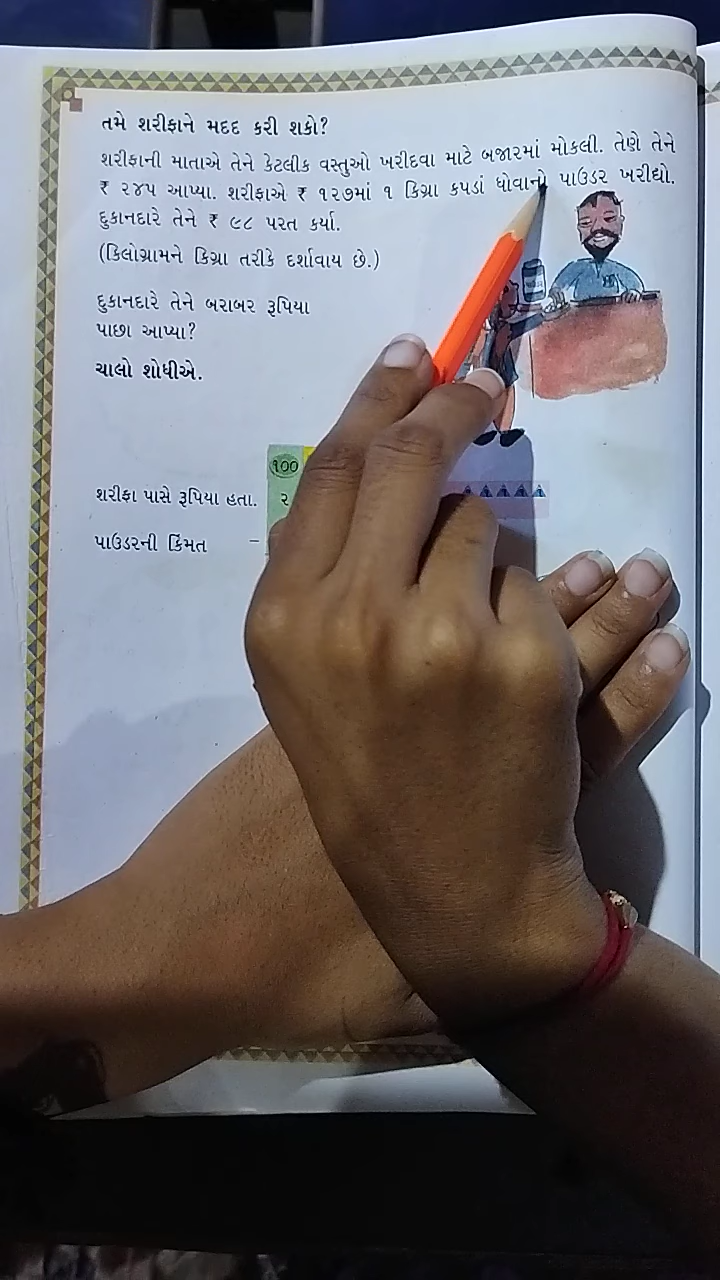 તમે શરીફાને મદદ કરી શકો?
શરીફાની માતાએ તેને કેટલીક વસ્તુઓ ખરીદવા માટે બજારમાં મોકલી. તેણે તેને
₹ ૨૪૫ આપ્યા. શરીફાએ ₹ ૧૨૭માં ૧ કિગ્રા કપડાં ધોવાનો પાઉડર ખરીદ્યો.
દુકાનદારે તેને ₹ ૯૮ પરત કર્યા.
(કિલોગ્રામને કિગ્રા તરીકે દર્શાવાય છે.)
દુકાનદારે તેને બરાબર રૂપિયા
પાછા આપ્યા?
ચાલો શોધીએ.
૧૦૦
શરીફા પાસે રૂપિયા હતા. ૨
પાઉડરની કિંમત –